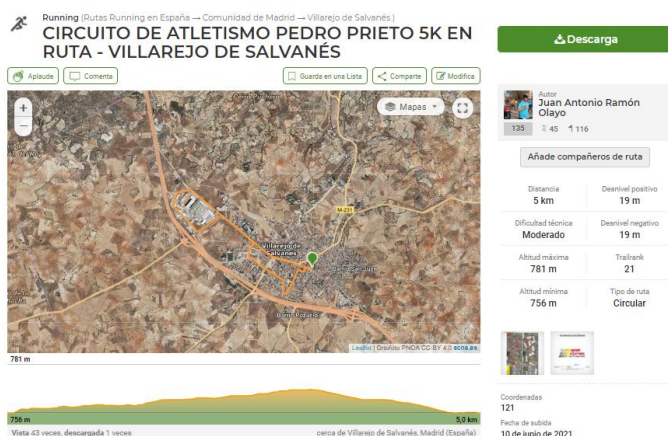 Running (Rutas Running en España → Comunidad de Madrid → Villarejo de Salvanés)
CIRCUITO DE ATLETISMO PEDRO PRIETO 5K EN
RUTA - VILLAREJO DE SALVANÉS
Aplaude
Comenta
Guarda en una Lista
Comparte
Modifica
Descarga
+
−
Mapas
M-231
Villarejo de
Salvanés
Leaflet | Ortofoto PNOA CC-BY 4.0 scne.es
781 m
756 m
5,0 km
Vista 43 veces, descargada 1 veces
cerca de Villarejo de Salvanés, Madrid (España)
Autor
Juan Antonio Ramón
Olayo
135
45
116
Añade compañeros de ruta
Distancia
5 km
Desnivel positivo
19 m
Dificultad técnica
Moderado
Desnivel negativo
19 m
Altitud máxima
781 m
Trailrank
21
Altitud mínima
756 m
Tipo de ruta
Circular
Coordenadas
121
Fecha de subida
10 de junio de 2021